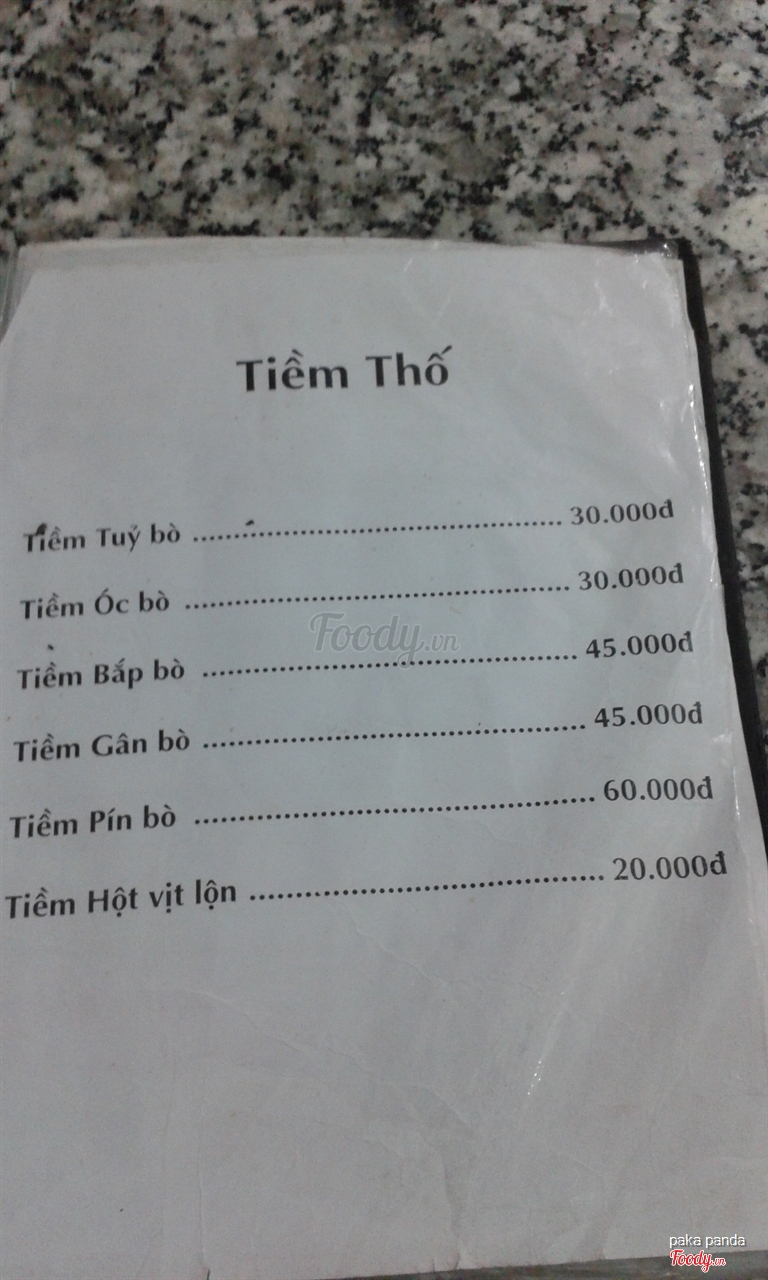 Tiềm Thố
Tiềm Tuỷ bò ........................................ 30.000đ
Tiềm Óc bò ........................................ 30.000đ
Foody.vn
Tiềm Bắp bò ........................................ 45.000đ
Tiềm Gân bò ........................................ 45.000đ
Tiềm Pín bò ........................................ 60.000đ
Tiềm Hột vịt lộn ........................................ 20.000đ
paka panda
Foody.vn